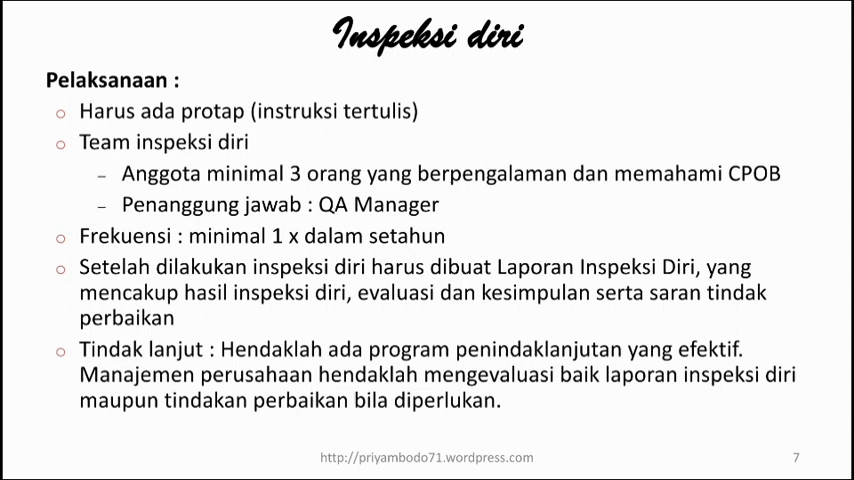 Inspeksi diri
Pelaksanaan :
○ Harus ada protap (instruksi tertulis)
○ Team inspeksi diri
– Anggota minimal 3 orang yang berpengalaman dan memahami CPOB
– Penanggung jawab : QA Manager
○ Frekuensi : minimal 1 x dalam setahun
○ Setelah dilakukan inspeksi diri harus dibuat Laporan Inspeksi Diri, yang
mencakup hasil inspeksi diri, evaluasi dan kesimpulan serta saran tindak
perbaikan
○ Tindak lanjut : Hendaklah ada program penindaklanjutan yang efektif.
Manajemen perusahaan hendaklah mengevaluasi baik laporan inspeksi diri
maupun tindakan perbaikan bila diperlukan.
http://priyambodo71.wordpress.com
7